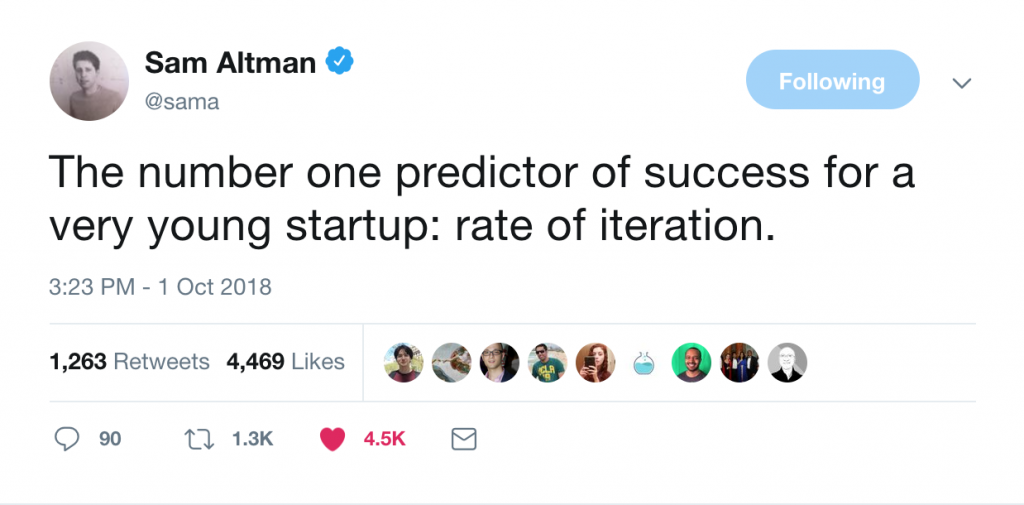 Sam Altman
@sama
Following
The number one predictor of success for a
very young startup: rate of iteration.
3:23 PM - 1 Oct 2018
1,263 Retweets 4,469 Likes
90 1.3K 4.5K